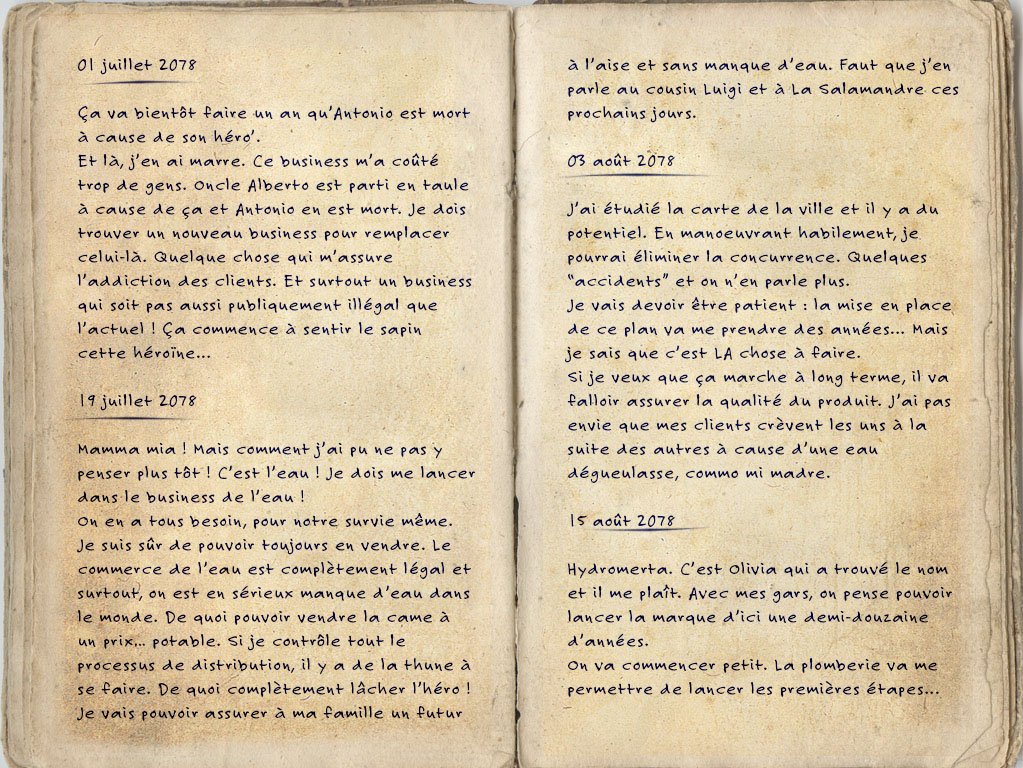 01 juillet 2078
Ça va bientôt faire un an qu'Antonio est mort
à cause de son héro'.
Et là, j'en ai marre. Ce business m'a coûté
trop de gens. Oncle Alberto est parti en taule
à cause de ça et Antonio en est mort. Je dois
trouver un nouveau business pour remplacer
celui-là. Quelque chose qui m'assure
l'addiction des clients. Et surtout un business
qui soit pas aussi publiquement illégal que
l'actuel ! Ça commence à sentir le sapin
cette héroïne...
19 juillet 2078
Mamma mia ! Mais comment j'ai pu ne pas y
penser plus tôt ! C'est l'eau ! Je dois me lancer
dans le business de l'eau !
On en a tous besoin, pour notre survie même.
Je suis sûr de pouvoir toujours en vendre. Le
commerce de l'eau est complètement légal et
surtout, on est en sérieux manque d'eau dans
le monde. De quoi pouvoir vendre la came à
un prix... potable. Si je contrôle tout le
processus de distribution, il y a de la thune à
se faire. De quoi complètement lâcher l'héro !
Je vais pouvoir assurer à ma famille un futur
à l'aise et sans manque d'eau. Faut que j'en
parle au cousin Luigi et à La Salamandre ces
prochains jours.
03 août 2078
J'ai étudié la carte de la ville et il y a du
potentiel. En manoeuvrant habilement, je
pourrai éliminer la concurrence. Quelques
"accidents" et on n'en parle plus.
Je vais devoir être patient : la mise en place
de ce plan va me prendre des années... Mais
je sais que c'est LA chose à faire.
Si je veux que ça marche à long terme, il va
falloir assurer la qualité du produit. J'ai pas
envie que mes clients crèvent les uns à la
suite des autres à cause d'une eau
dégueulasse, commo mi madre.
15 août 2078
Hydromerta. C'est Olivia qui a trouvé le nom
et il me plaît. Avec mes gars, on pense pouvoir
lancer la marque d'ici une demi-douzaine
d'années.
On va commencer petit. La plomberie va me
permettre de lancer les premières étapes...